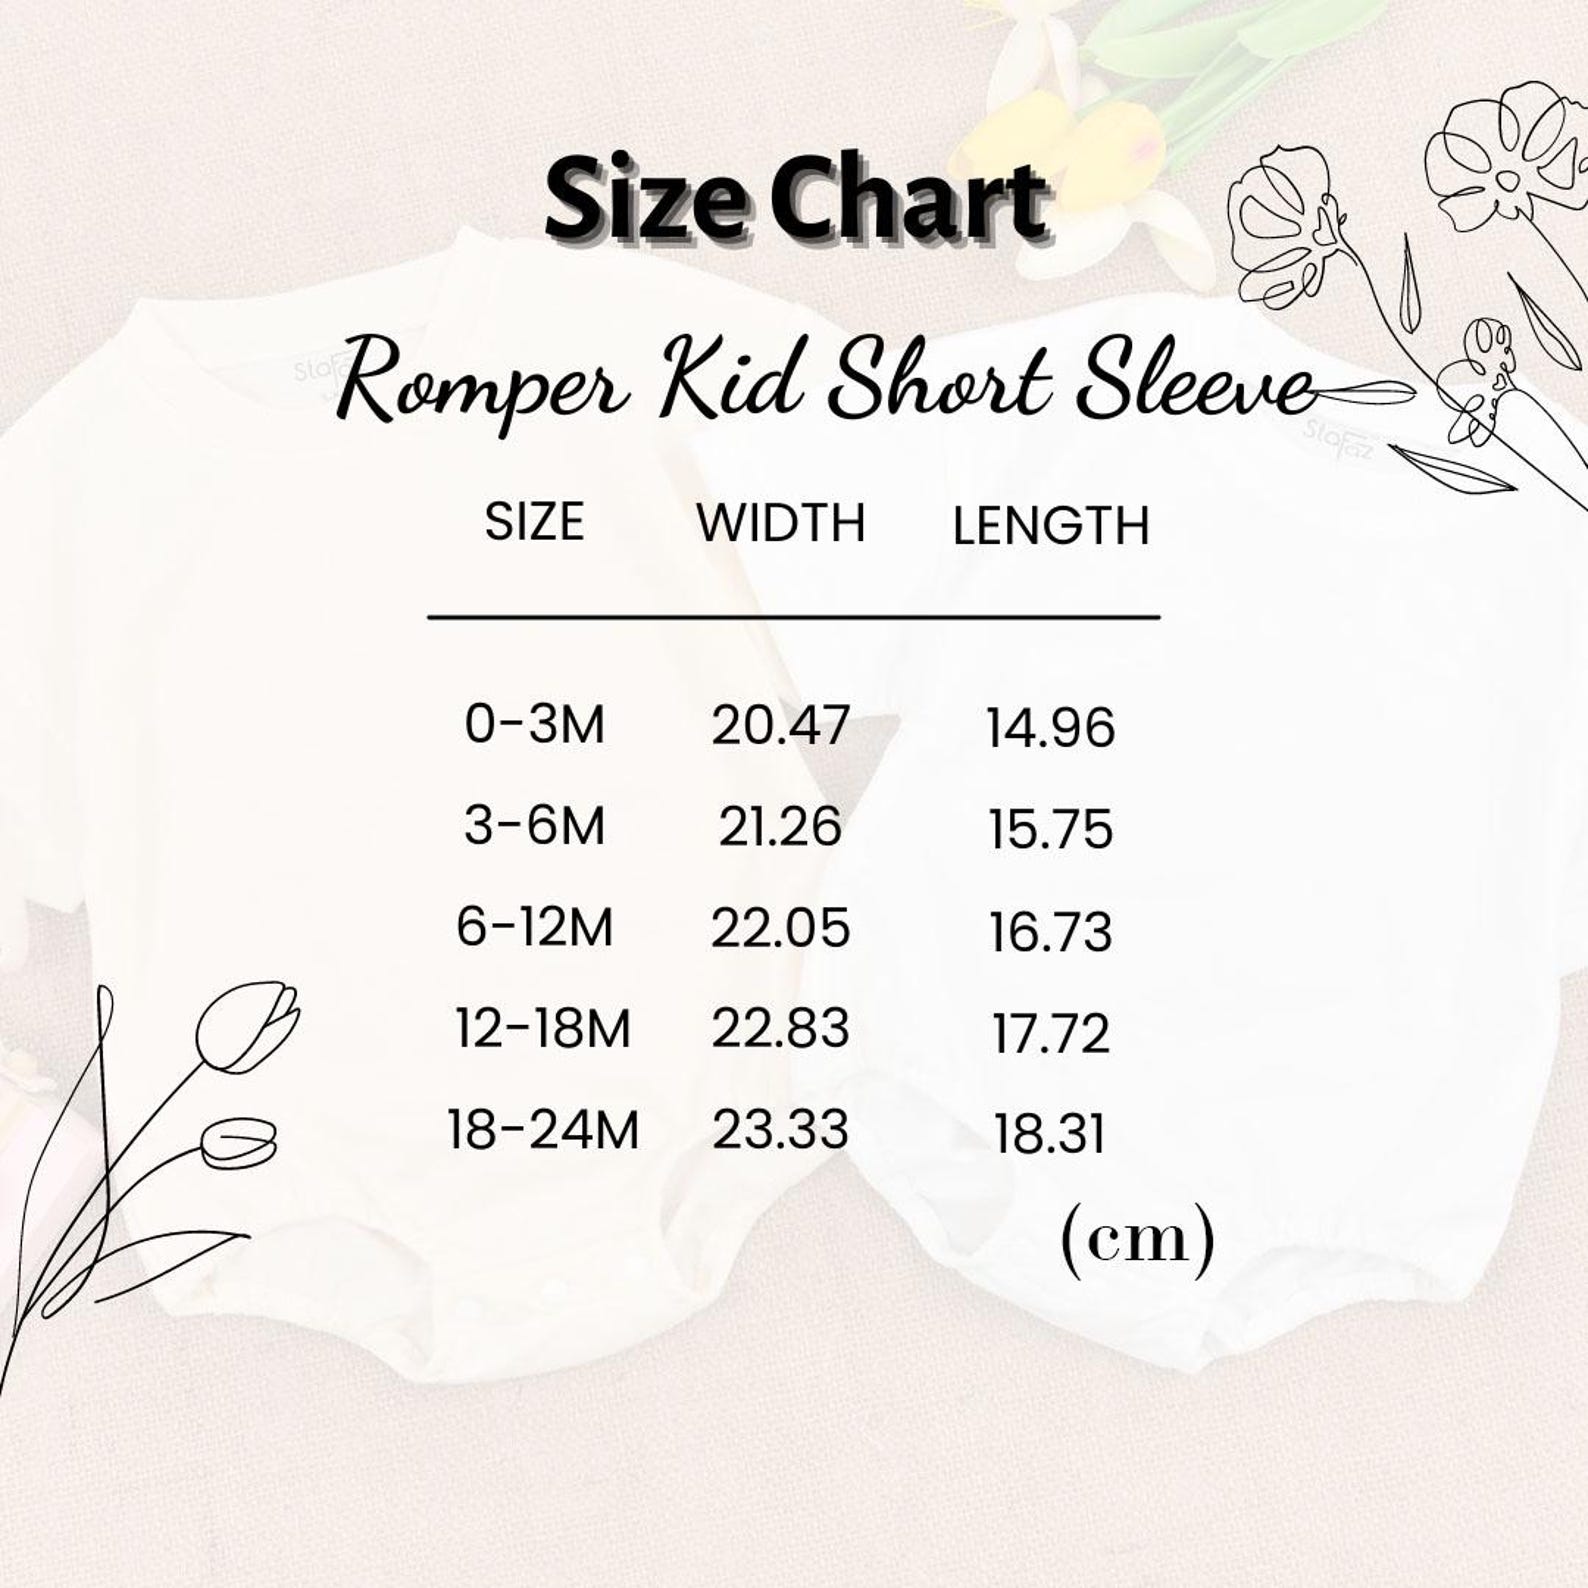 Size Chart
Romper Kid Short Sleeve
SIZE WIDTH LENGTH
0-3M 20.47 14.96
3-6M 21.26 15.75
6-12M 22.05 16.73
12-18M 22.83 17.72
18-24M 23.33 18.31
(cm)
Stofaz